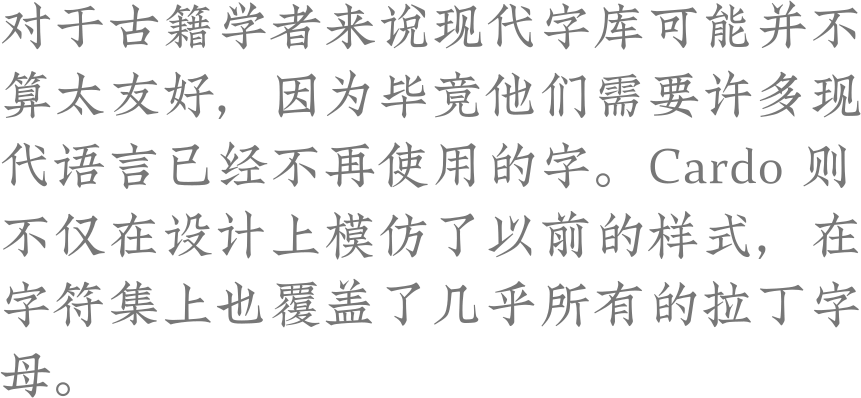 对于古籍学者来说现代字库可能并不
算太友好，因为毕竟他们需要许多现
代语言已经不再使用的字。Cardo 则
不仅在设计上模仿了以前的样式，在
字符集上也覆盖了几乎所有的拉丁字
母。